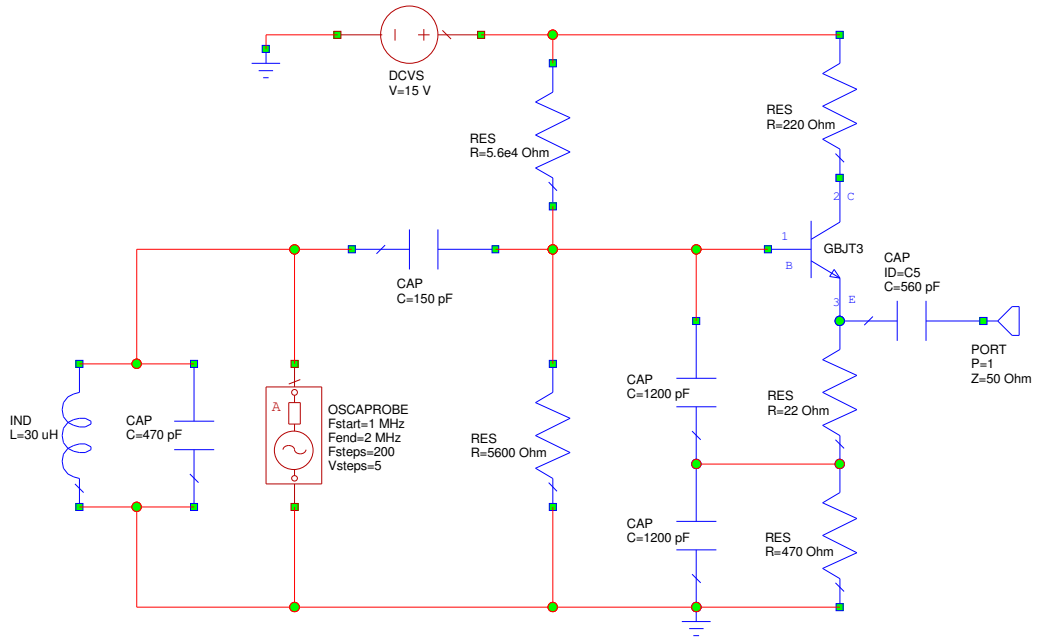 DCVS
V=15 V
RES
R=5.6e4 Ohm
RES
R=220 Ohm
2 C
1
B
GBJT3
3 E
CAP
ID=C5
C=560 pF
CAP
C=150 pF
PORT
P=1
Z=50 Ohm
IND
L=30 uH
CAP
C=470 pF
A
OSCAPROBE
Fstart=1 MHz
Fend=2 MHz
Fsteps=200
Vsteps=5
RES
R=5600 Ohm
CAP
C=1200 pF
RES
R=22 Ohm
CAP
C=1200 pF
RES
R=470 Ohm